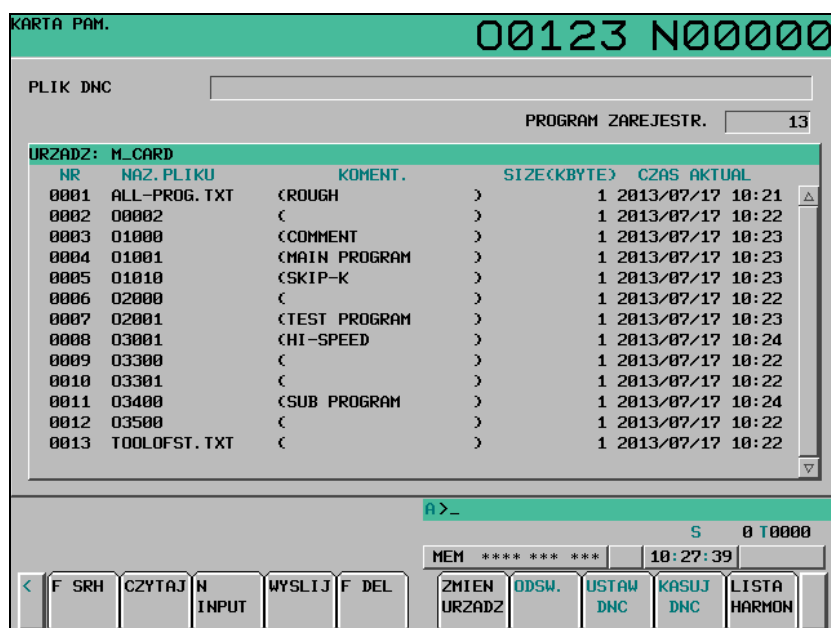 KARTA PAM. O0123 N00000
PLIK DNC
PROGRAM ZAREJESTR. 13
URZADZ: M_CARD
NR NAZ.PLIKU KOMENT. SIZE(KBYTE) CZAS AKTUAL
0001 ALL-PROG.TXT (ROUGH ) 1 2013/07/17 10:21
0002 O0002 ( ) 1 2013/07/17 10:22
0003 O1000 (COMMENT ) 1 2013/07/17 10:23
0004 O1001 (MAIN PROGRAM ) 1 2013/07/17 10:23
0005 O1010 (SKIP-K ) 1 2013/07/17 10:23
0006 O2000 ( ) 1 2013/07/17 10:22
0007 O2001 (TEST PROGRAM ) 1 2013/07/17 10:23
0008 O3001 (HI-SPEED ) 1 2013/07/17 10:24
0009 O3300 ( ) 1 2013/07/17 10:22
0010 O3301 ( ) 1 2013/07/17 10:22
0011 O3400 (SUB PROGRAM ) 1 2013/07/17 10:24
0012 O3500 ( ) 1 2013/07/17 10:22
0013 TOOLOFST.TXT ( ) 1 2013/07/17 10:22
A>_
S 0 T0000
MEM **** *** *** 10:27:39
< F SRH CZYTAJ N WYSLIJ F DEL ZMIEN ODSW. USTAW KASUJ LISTA
INPUT URZADZ DNC DNC HARMON